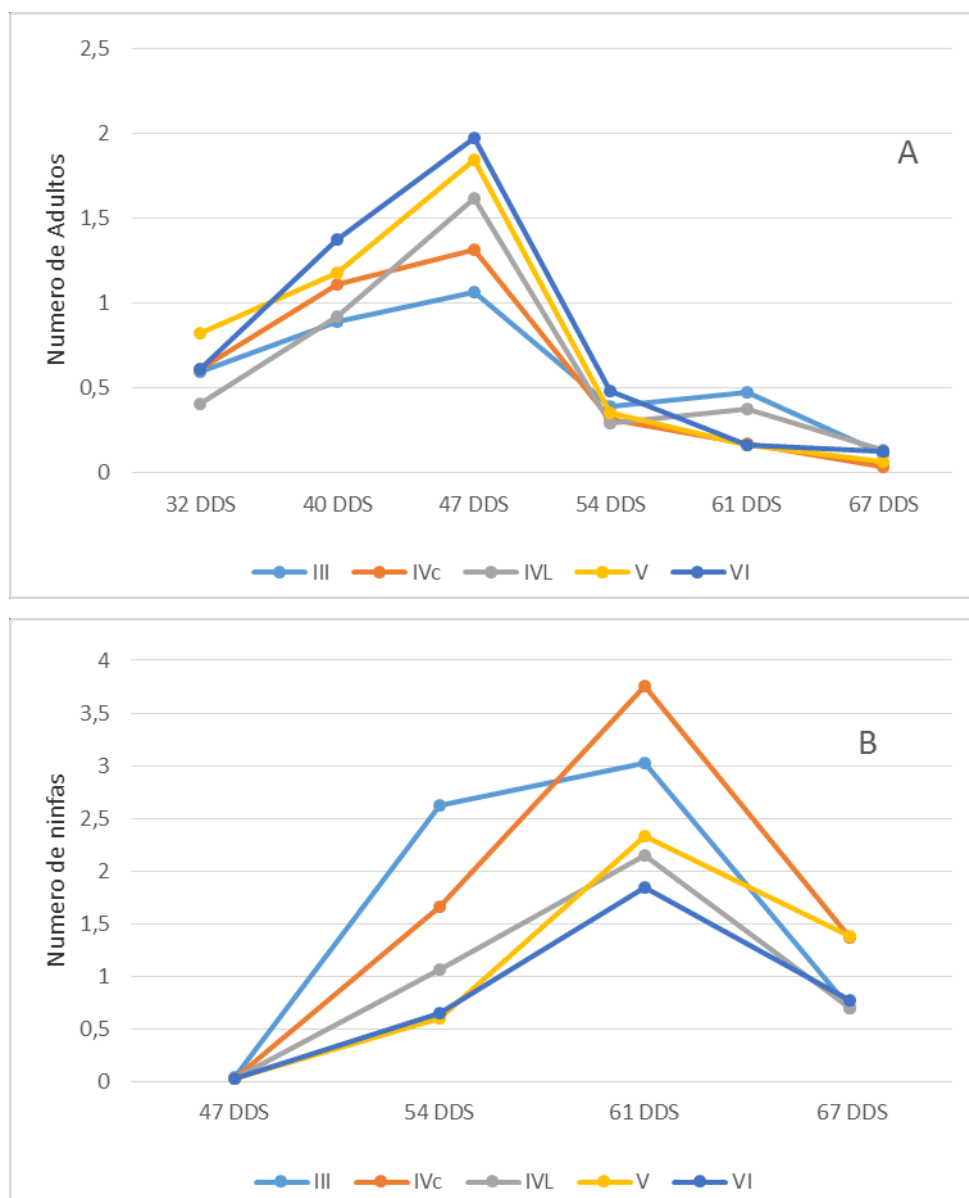 2,5
2
1,5
1
0,5
0
Numero de Adultos
A
32 DDS 40 DDS 47 DDS 54 DDS 61 DDS 67 DDS
III IVc IVL V VI
4
3,5
3
2,5
2
1,5
1
0,5
0
Numero de ninfas
B
47 DDS 54 DDS 61 DDS 67 DDS
III IVc IVL V VI